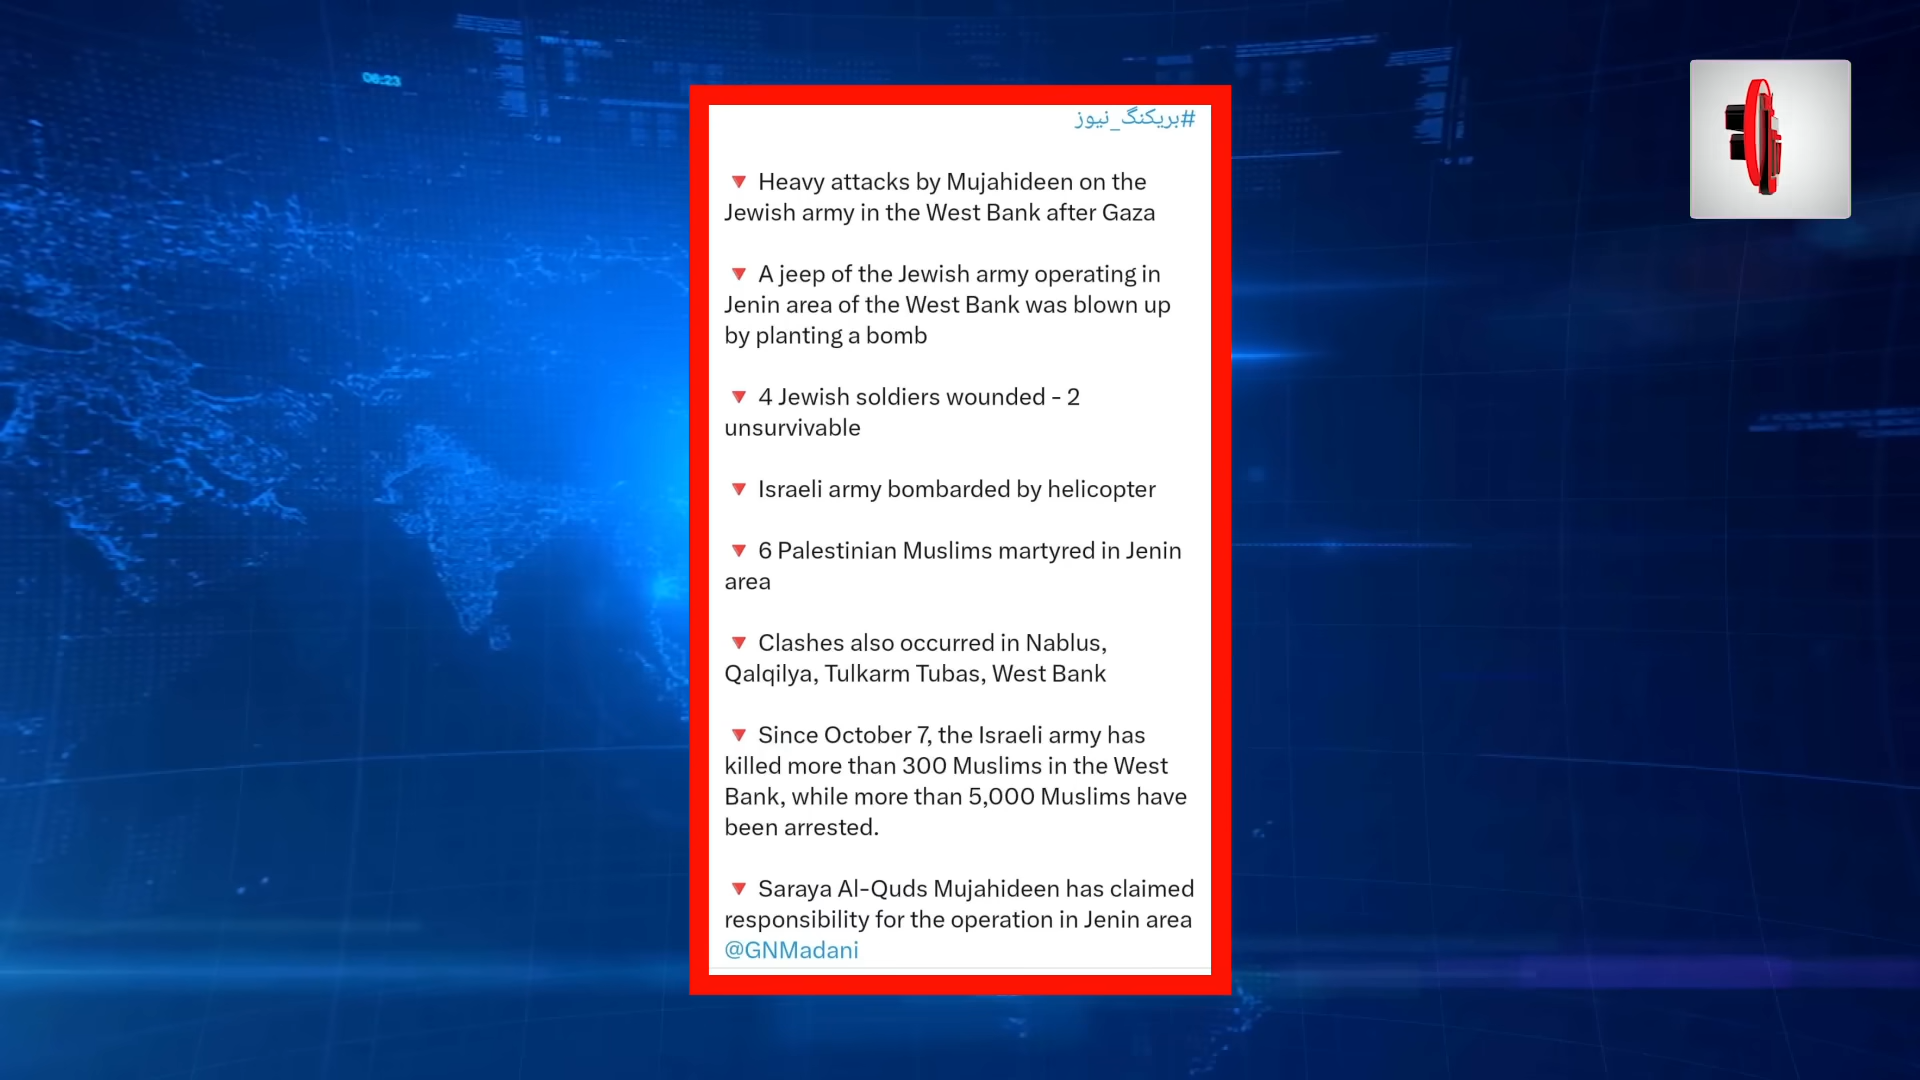 06:23
#بریکنگ_نیوز
🔻 Heavy attacks by Mujahideen on the
Jewish army in the West Bank after Gaza
🔻 A jeep of the Jewish army operating in
Jenin area of the West Bank was blown up
by planting a bomb
🔻 4 Jewish soldiers wounded - 2
unsurvivable
🔻 Israeli army bombarded by helicopter
🔻 6 Palestinian Muslims martyred in Jenin
area
🔻 Clashes also occurred in Nablus,
Qalqilya, Tulkarm Tubas, West Bank
🔻 Since October 7, the Israeli army has
killed more than 300 Muslims in the West
Bank, while more than 5,000 Muslims have
been arrested.
🔻 Saraya Al-Quds Mujahideen has claimed
responsibility for the operation in Jenin area
@GNMadani